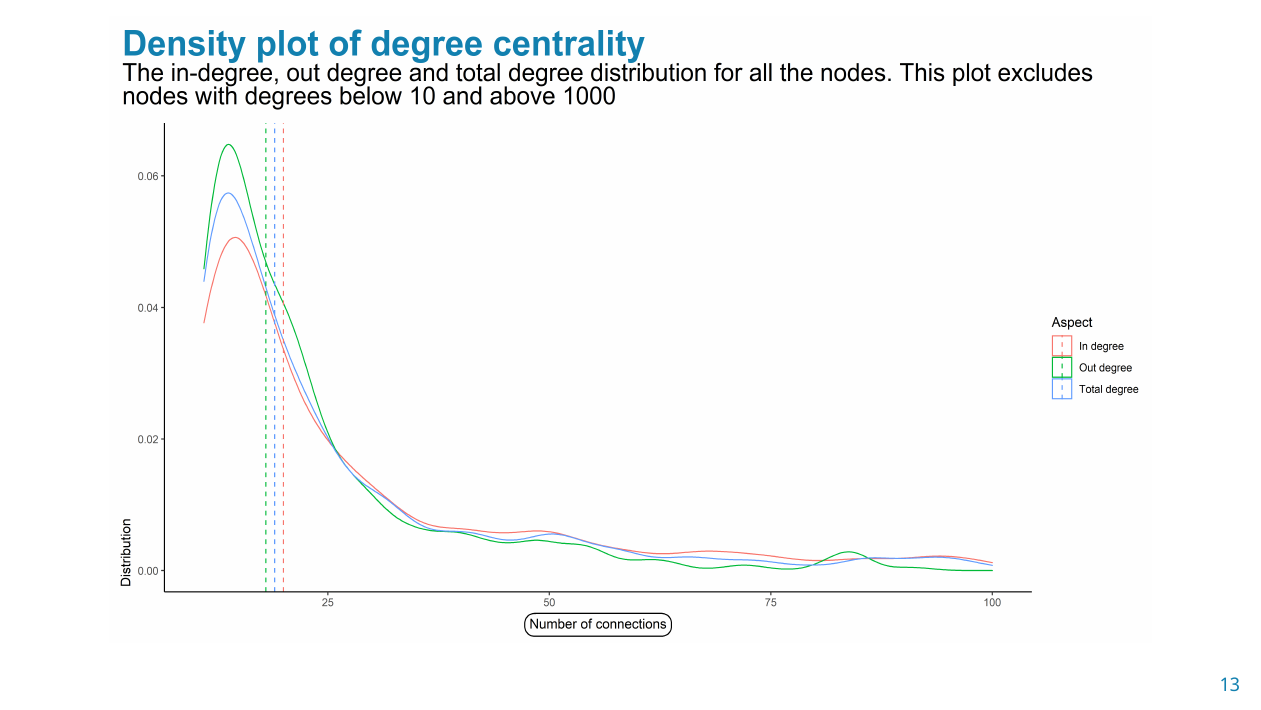 Density plot of degree centrality
The in-degree, out degree and total degree distribution for all the nodes. This plot excludes
nodes with degrees below 10 and above 1000
0.06
0.04
0.02
0.00
Distribution
25
50
75
100
Number of connections
Aspect
In degree
Out degree
Total degree
13